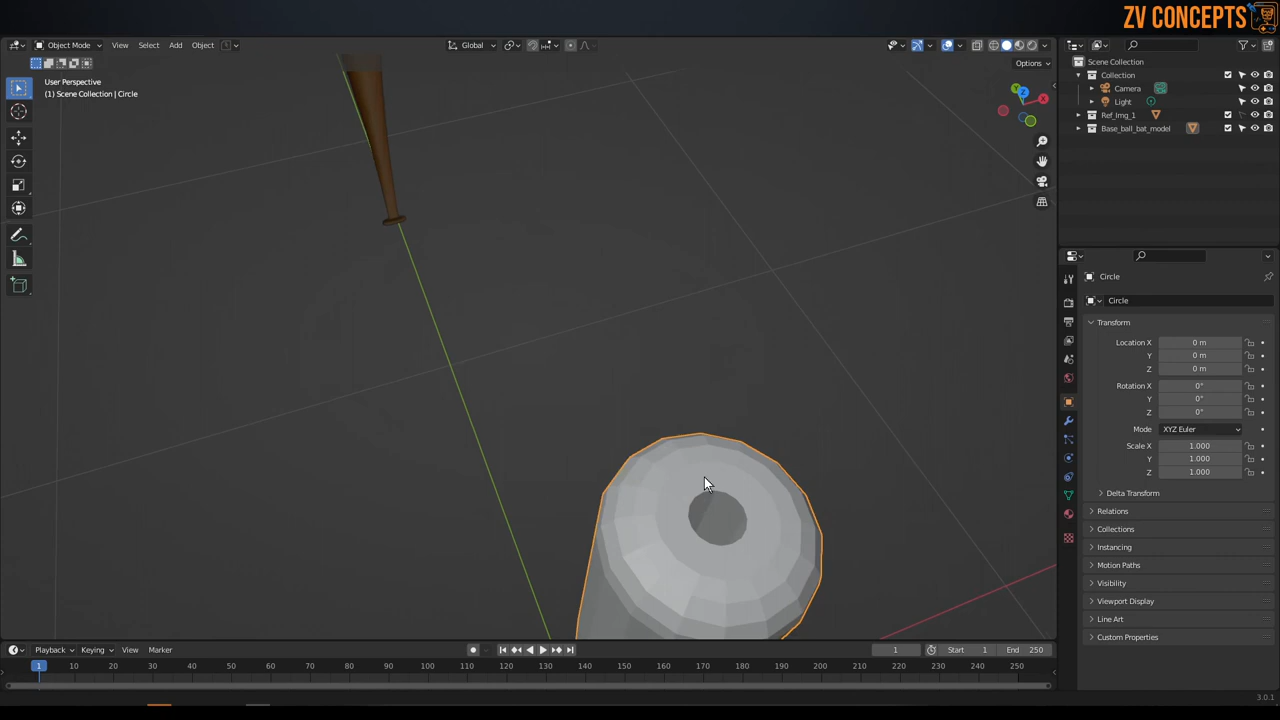 ZV CONCEPTS
Object Mode View Select Add Object Global
Options
User Perspective
(1) Scene Collection | Circle
Scene Collection
Collection
Camera
Light
Ref_Img_1
Base_ball_bat_model
X
Y
Z
Circle
Circle
Transform
Location X 0 m
Y 0 m
Z 0 m
Rotation X 0°
Y 0°
Z 0°
Mode XYZ Euler
Scale X 1.000
Y 1.000
Z 1.000
Delta Transform
Relations
Collections
Instancing
Motion Paths
Visibility
Viewport Display
Line Art
Custom Properties
Playback Keying View Marker 1 Start 1 End 250
1 10 20 30 40 50 60 70 80 90 100 110 120 130 140 150 160 170 180 190 200 210 220 230 240 250
3.0.1